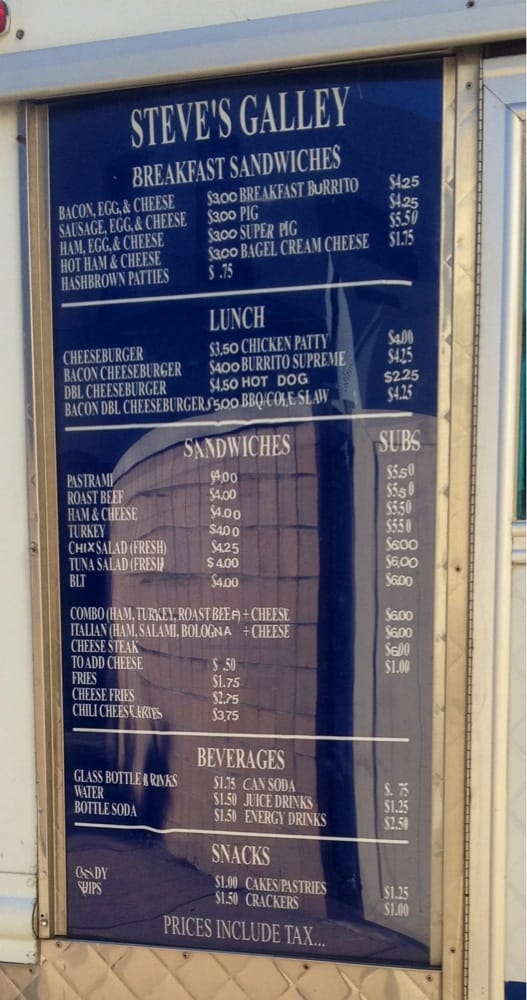 STEVE'S GALLEY
BREAKFAST SANDWICHES
BACON, EGG, & CHEESE $3.00 BREAKFAST BURRITO $4.25
SAUSAGE, EGG, & CHEESE $3.00 PIG $4.25
HAM, EGG, & CHEESE $3.00 SUPER PIG $5.50
HOT HAM & CHEESE $3.00 BAGEL CREAM CHEESE $1.75
HASHBROWN PATTIES $ .75
LUNCH
CHEESEBURGER $3.50 CHICKEN PATTY $4.00
BACON CHEESEBURGER $4.00 BURRITO SUPREME $4.25
DBL CHEESEBURGER $4.50 HOT DOG $2.25
BACON DBL CHEESEBURGER $5.00 BBQ/COLE SLAW $4.25
SANDWICHES SUBS
PASTRAMI $4.00 $5.50
ROAST BEEF $4.00 $5.50
HAM & CHEESE $4.00 $5.50
TURKEY $4.00 $5.50
CHIX SALAD (FRESH) $4.25 $6.00
TUNA SALAD (FRESH) $4.00 $6.00
BLT $4.00 $6.00
COMBO (HAM, TURKEY, ROAST BEEF) + CHEESE $6.00
ITALIAN (HAM, SALAMI, BOLOGNA + CHEESE $6.00
CHEESE STEAK $6.00
TO ADD CHEESE $ .50 $1.00
FRIES $1.75
CHEESE FRIES $2.75
CHILI CHEESE FRIES $3.75
BEVERAGES
GLASS BOTTLE DRINKS $1.75 CAN SODA $. 75
WATER $1.50 JUICE DRINKS $1.25
BOTTLE SODA $1.50 ENERGY DRINKS $2.50
SNACKS
CANDY $1.00 CAKES/PASTRIES $1.25
CHIPS $1.50 CRACKERS $1.00
PRICES INCLUDE TAX...